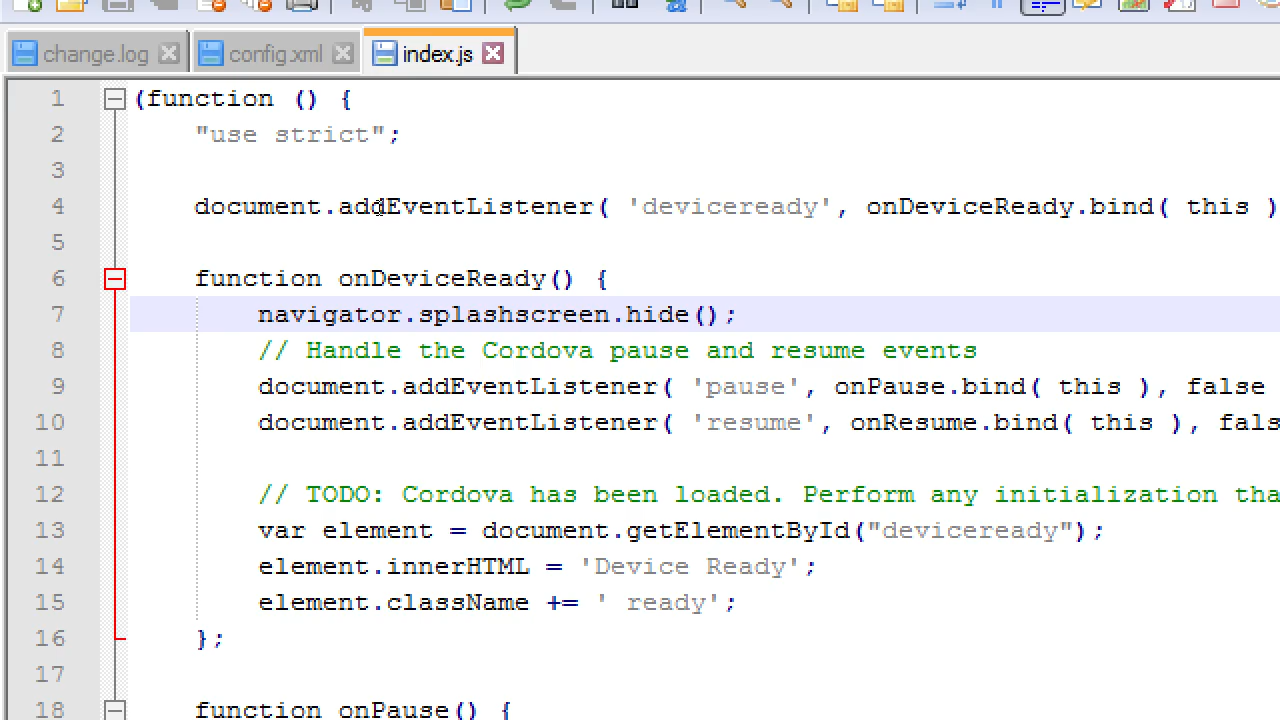 change.log config.xml index.js
1 (function () {
2 "use strict";
3
4 document.addEventListener( 'deviceready', onDeviceReady.bind( this )
5
6 function onDeviceReady() {
7 navigator.splashscreen.hide();
8 // Handle the Cordova pause and resume events
9 document.addEventListener( 'pause', onPause.bind( this ), false
10 document.addEventListener( 'resume', onResume.bind( this ), fals
11
12 // TODO: Cordova has been loaded. Perform any initialization tha
13 var element = document.getElementById("deviceready");
14 element.innerHTML = 'Device Ready';
15 element.className += ' ready';
16 };
17
18 function onPause() {